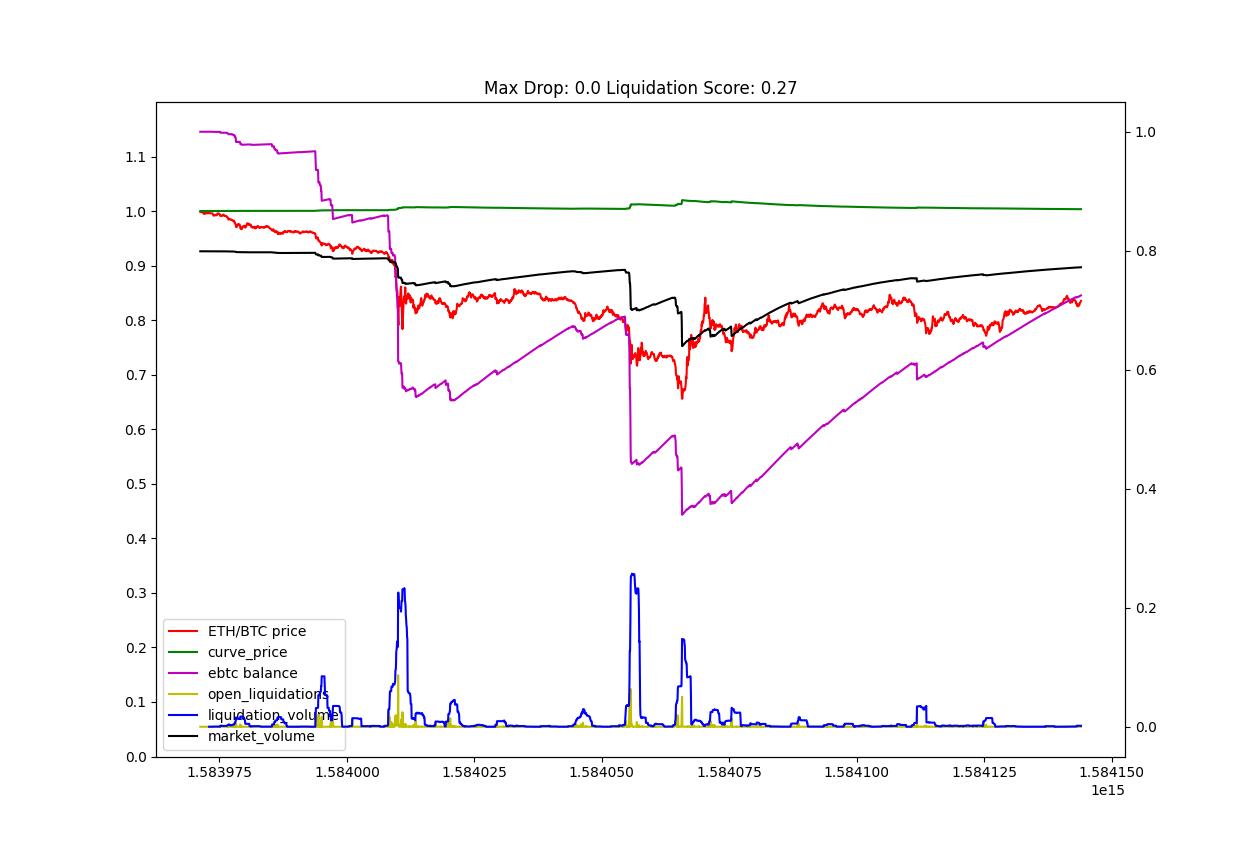 Max Drop: 0.0 Liquidation Score: 0.27
1.1
1.0
0.9
0.8
0.7
0.6
0.5
0.4
0.3
0.2
0.1
0.0
1.0
0.8
0.6
0.4
0.2
0.0
ETH/BTC price
curve_price
ebtc balance
open_liquidations
liquidation_volume
market_volume
1.583975 1.584000 1.584025 1.584050 1.584075 1.584100 1.584125 1.584150
1e15